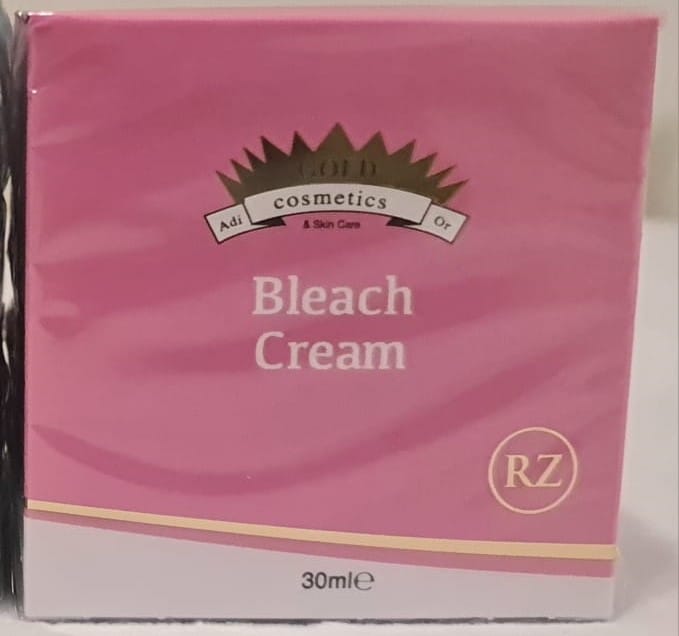 GOLD
Adi cosmetics Or
& Skin Care
Bleach
Cream
RZ
30ml℮